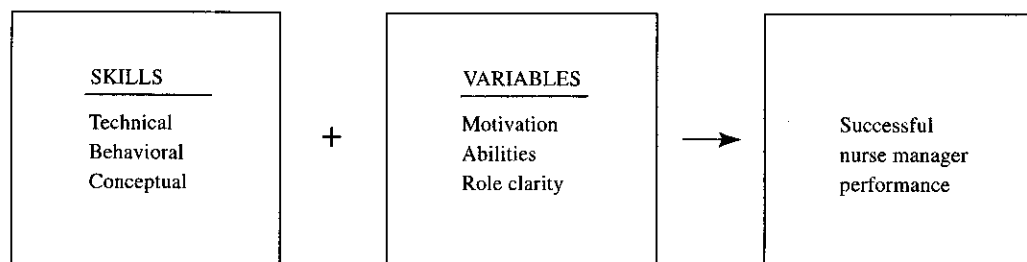 SKILLS
Technical
Behavioral
Conceptual
+
VARIABLES
Motivation
Abilities
Role clarity
Successful
nurse manager
performance